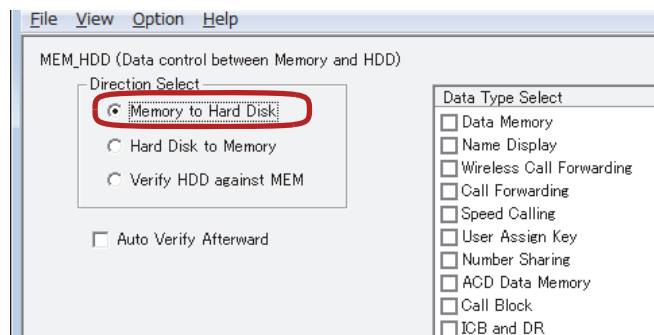 File View Option Help
MEM_HDD (Data control between Memory and HDD)
Direction Select
Memory to Hard Disk
Hard Disk to Memory
Verify HDD against MEM
Auto Verify Afterward
Data Type Select
Data Memory
Name Display
Wireless Call Forwarding
Call Forwarding
Speed Calling
User Assign Key
Number Sharing
ACD Data Memory
Call Block
ICB and DR